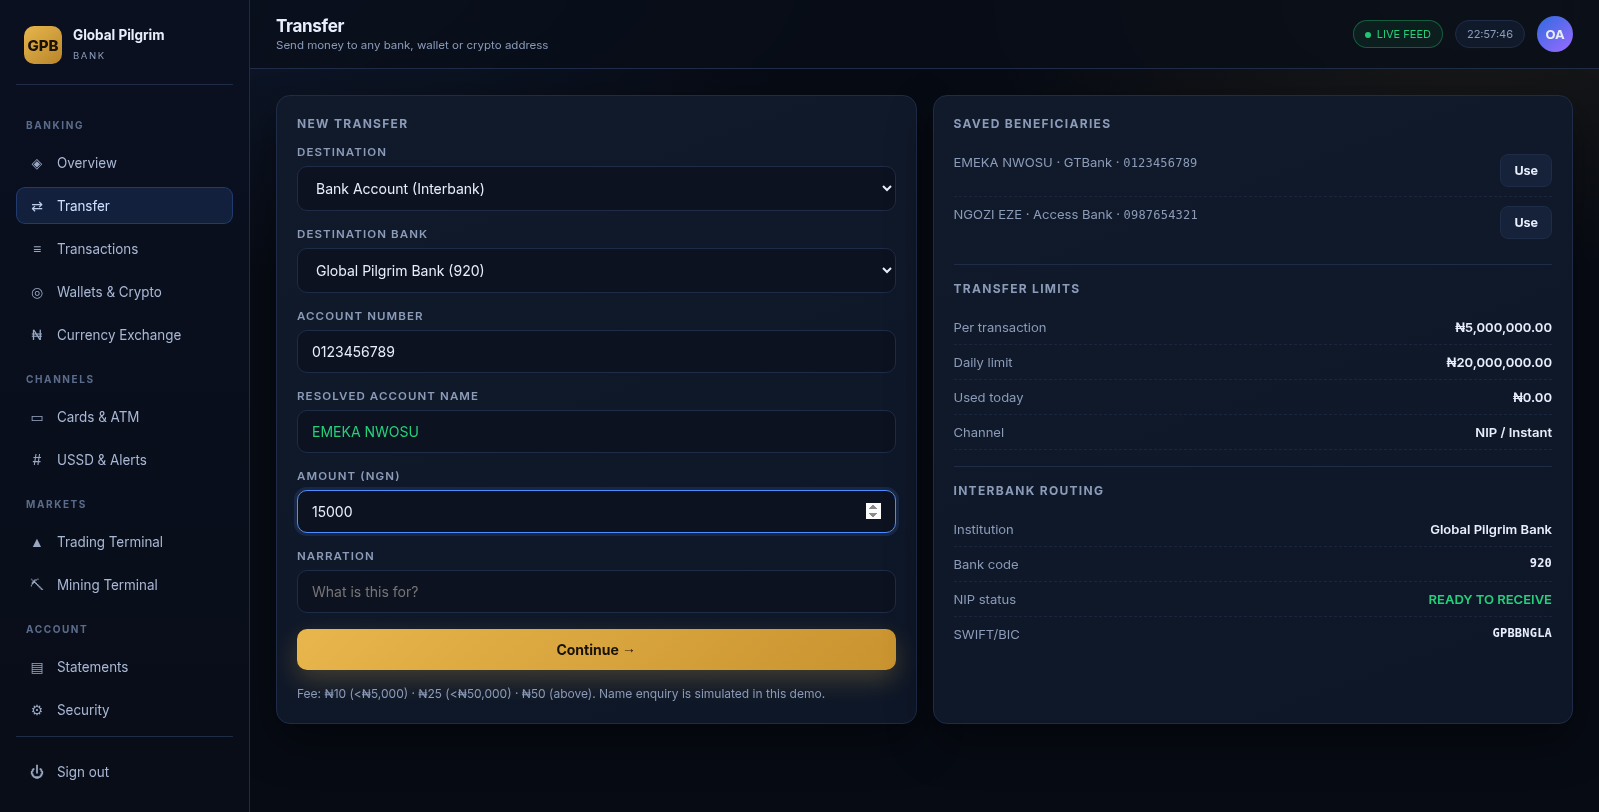 GPB
Global Pilgrim
BANK
BANKING
◈ Overview
⇄ Transfer
≡ Transactions
◎ Wallets & Crypto
₦ Currency Exchange
CHANNELS
▭ Cards & ATM
# USSD & Alerts
MARKETS
▲ Trading Terminal
⛏ Mining Terminal
ACCOUNT
▤ Statements
⚙ Security
⏻ Sign out
Transfer
Send money to any bank, wallet or crypto address
LIVE FEED
22:57:46
OA
NEW TRANSFER
DESTINATION
Bank Account (Interbank)
DESTINATION BANK
Global Pilgrim Bank (920)
ACCOUNT NUMBER
0123456789
RESOLVED ACCOUNT NAME
EMEKA NWOSU
AMOUNT (NGN)
15000
NARRATION
What is this for?
Continue →
Fee: ₦10 (<₦5,000) · ₦25 (<₦50,000) · ₦50 (above). Name enquiry is simulated in this demo.
SAVED BENEFICIARIES
EMEKA NWOSU · GTBank · 0123456789 Use
NGOZI EZE · Access Bank · 0987654321 Use
TRANSFER LIMITS
Per transaction ₦5,000,000.00
Daily limit ₦20,000,000.00
Used today ₦0.00
Channel NIP / Instant
INTERBANK ROUTING
Institution Global Pilgrim Bank
Bank code 920
NIP status READY TO RECEIVE
SWIFT/BIC GPBBNGLA